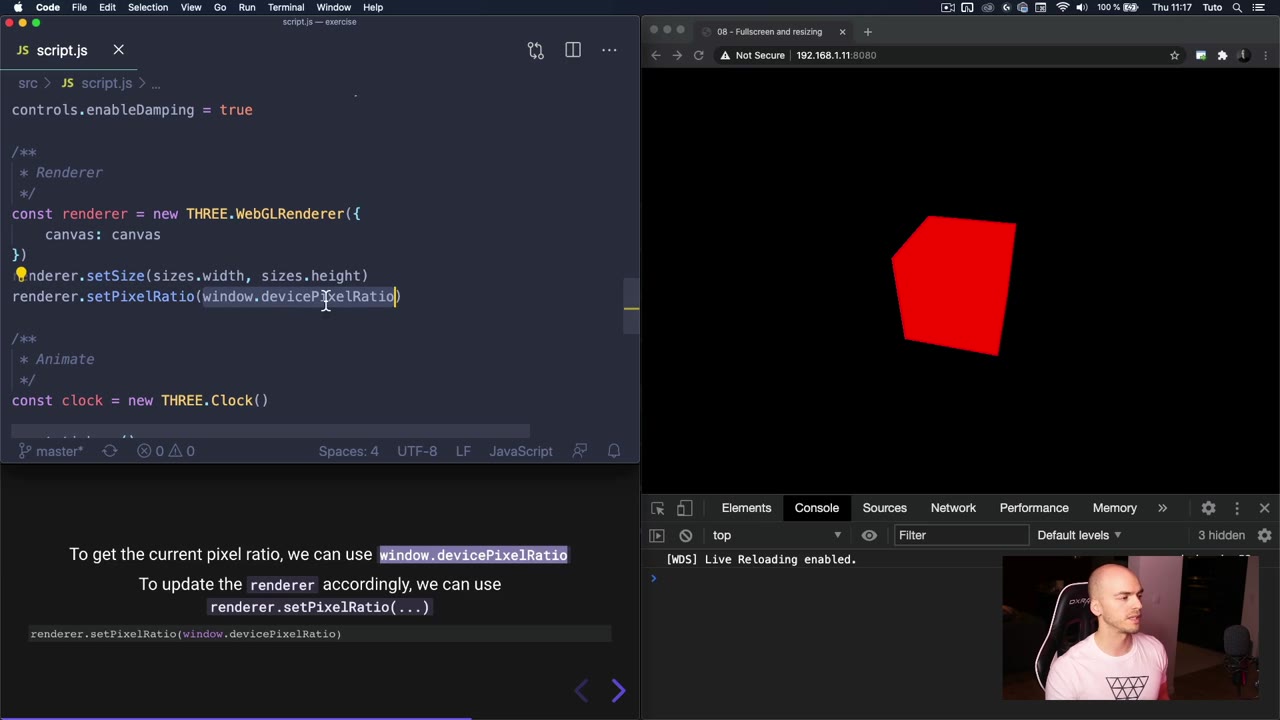 Code File Edit Selection View Go Run Terminal Window Help
100 % Thu 11:17 Tuto
script.js — exercise
JS script.js
src > JS script.js > ...
controls.enableDamping = true
/**
* Renderer
*/
const renderer = new THREE.WebGLRenderer({
canvas: canvas
})
renderer.setSize(sizes.width, sizes.height)
renderer.setPixelRatio(window.devicePixelRatio)
/**
* Animate
*/
const clock = new THREE.Clock()
master* 0 0 Spaces: 4 UTF-8 LF JavaScript
To get the current pixel ratio, we can use window.devicePixelRatio
To update the renderer accordingly, we can use
renderer.setPixelRatio(...)
renderer.setPixelRatio(window.devicePixelRatio)
08 - Fullscreen and resizing
Not Secure 192.168.1.11:8080
Elements Console Sources Network Performance Memory »
top Filter Default levels 3 hidden
[WDS] Live Reloading enabled.